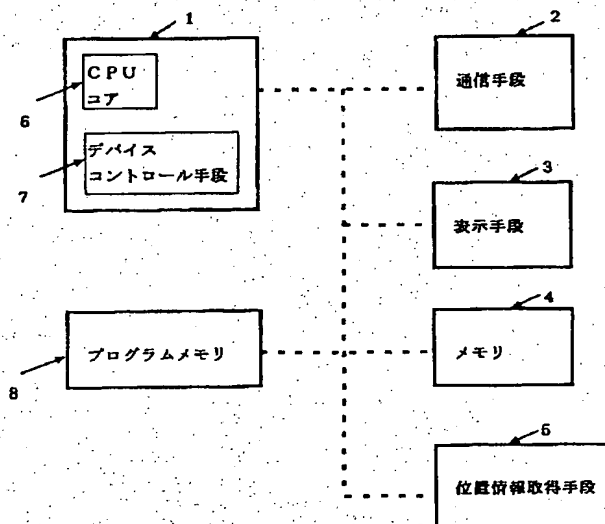 1
CPU
コア
6
デバイス
コントロール手段
7
2
通信手段
3
表示手段
プログラムメモリ
8
4
メモリ
5
位置情報取得手段